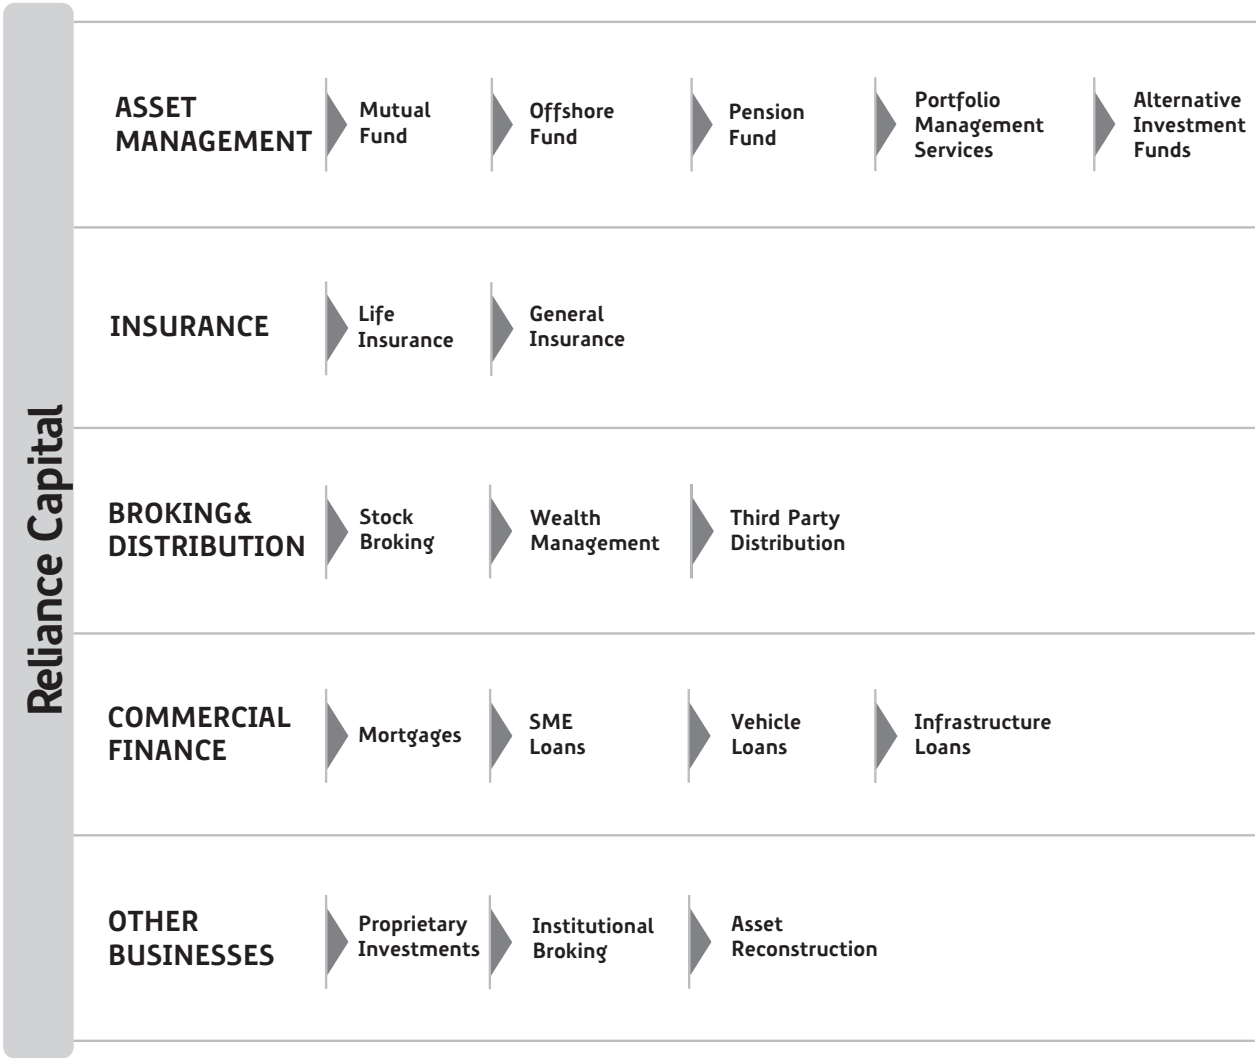 Reliance Capital
ASSET
MANAGEMENT
Mutual
Fund
Offshore
Fund
Pension
Fund
Portfolio
Management
Services
Alternative
Investment
Funds
INSURANCE
Life
Insurance
General
Insurance
BROKING&
DISTRIBUTION
Stock
Broking
Wealth
Management
Third Party
Distribution
COMMERCIAL
FINANCE
Mortgages
SME
Loans
Vehicle
Loans
Infrastructure
Loans
OTHER
BUSINESSES
Proprietary
Investments
Institutional
Broking
Asset
Reconstruction